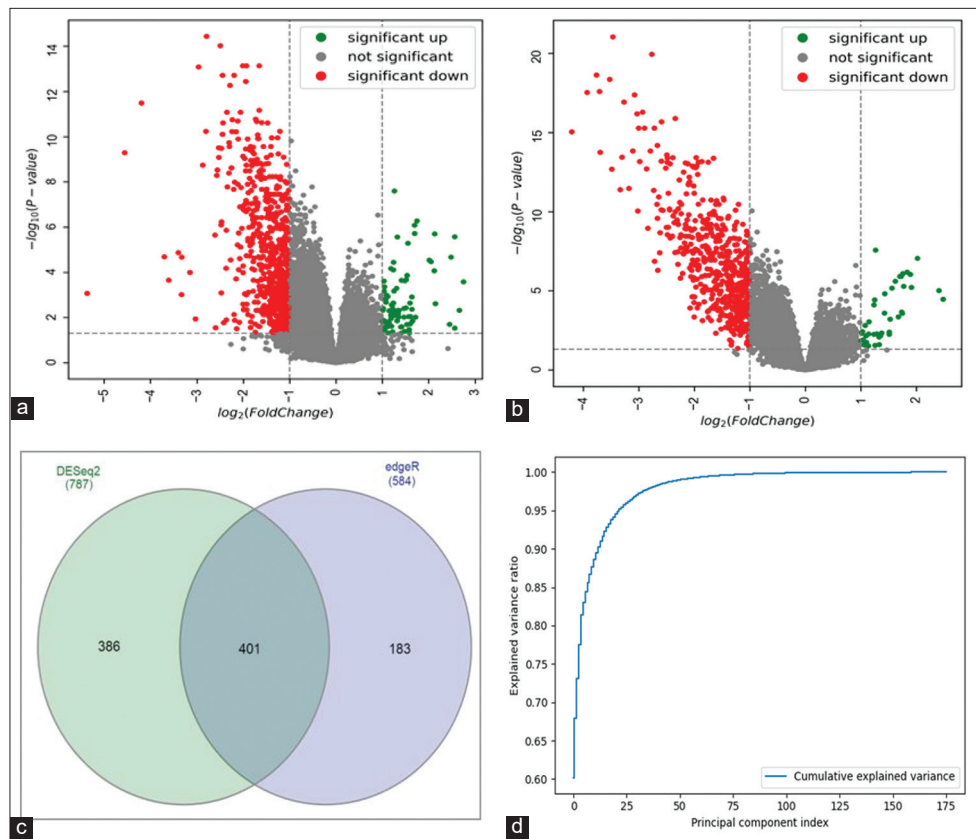 significant up
not significant
significant down
14
12
10
8
6
4
2
0
−log₁₀(P − value)
−5
−4
−3
−2
−1
0
1
2
3
log₂(FoldChange)
a
significant up
not significant
significant down
20
15
10
5
0
−log₁₀(P − value)
−4
−3
−2
−1
0
1
2
log₂(FoldChange)
b
DESeq2
(787)
edgeR
(584)
386
401
183
c
1.00
0.95
0.90
0.85
0.80
0.75
0.70
0.65
0.60
Explained variance ratio
Cumulative explained variance
0
25
50
75
100
125
150
175
Principal component index
d